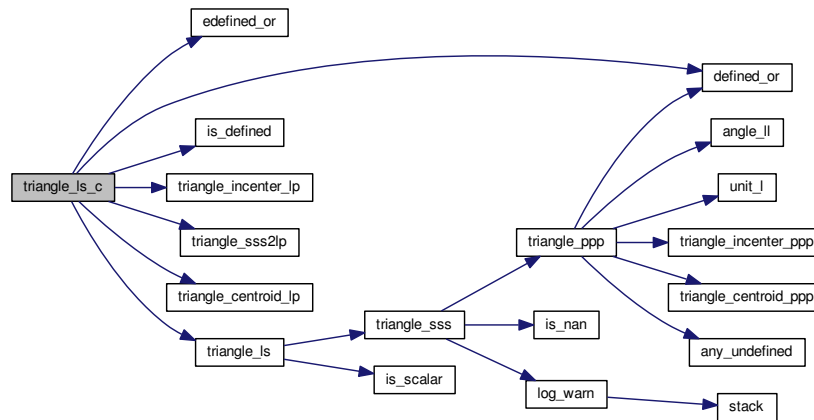 edefined_or
defined_or
is_defined
angle_ll
triangle_ls_c
triangle_incenter_lp
unit_l
triangle_sss2lp
triangle_ppp
triangle_incenter_ppp
triangle_centroid_lp
triangle_centroid_ppp
triangle_sss
is_nan
triangle_ls
any_undefined
is_scalar
log_warn
stack